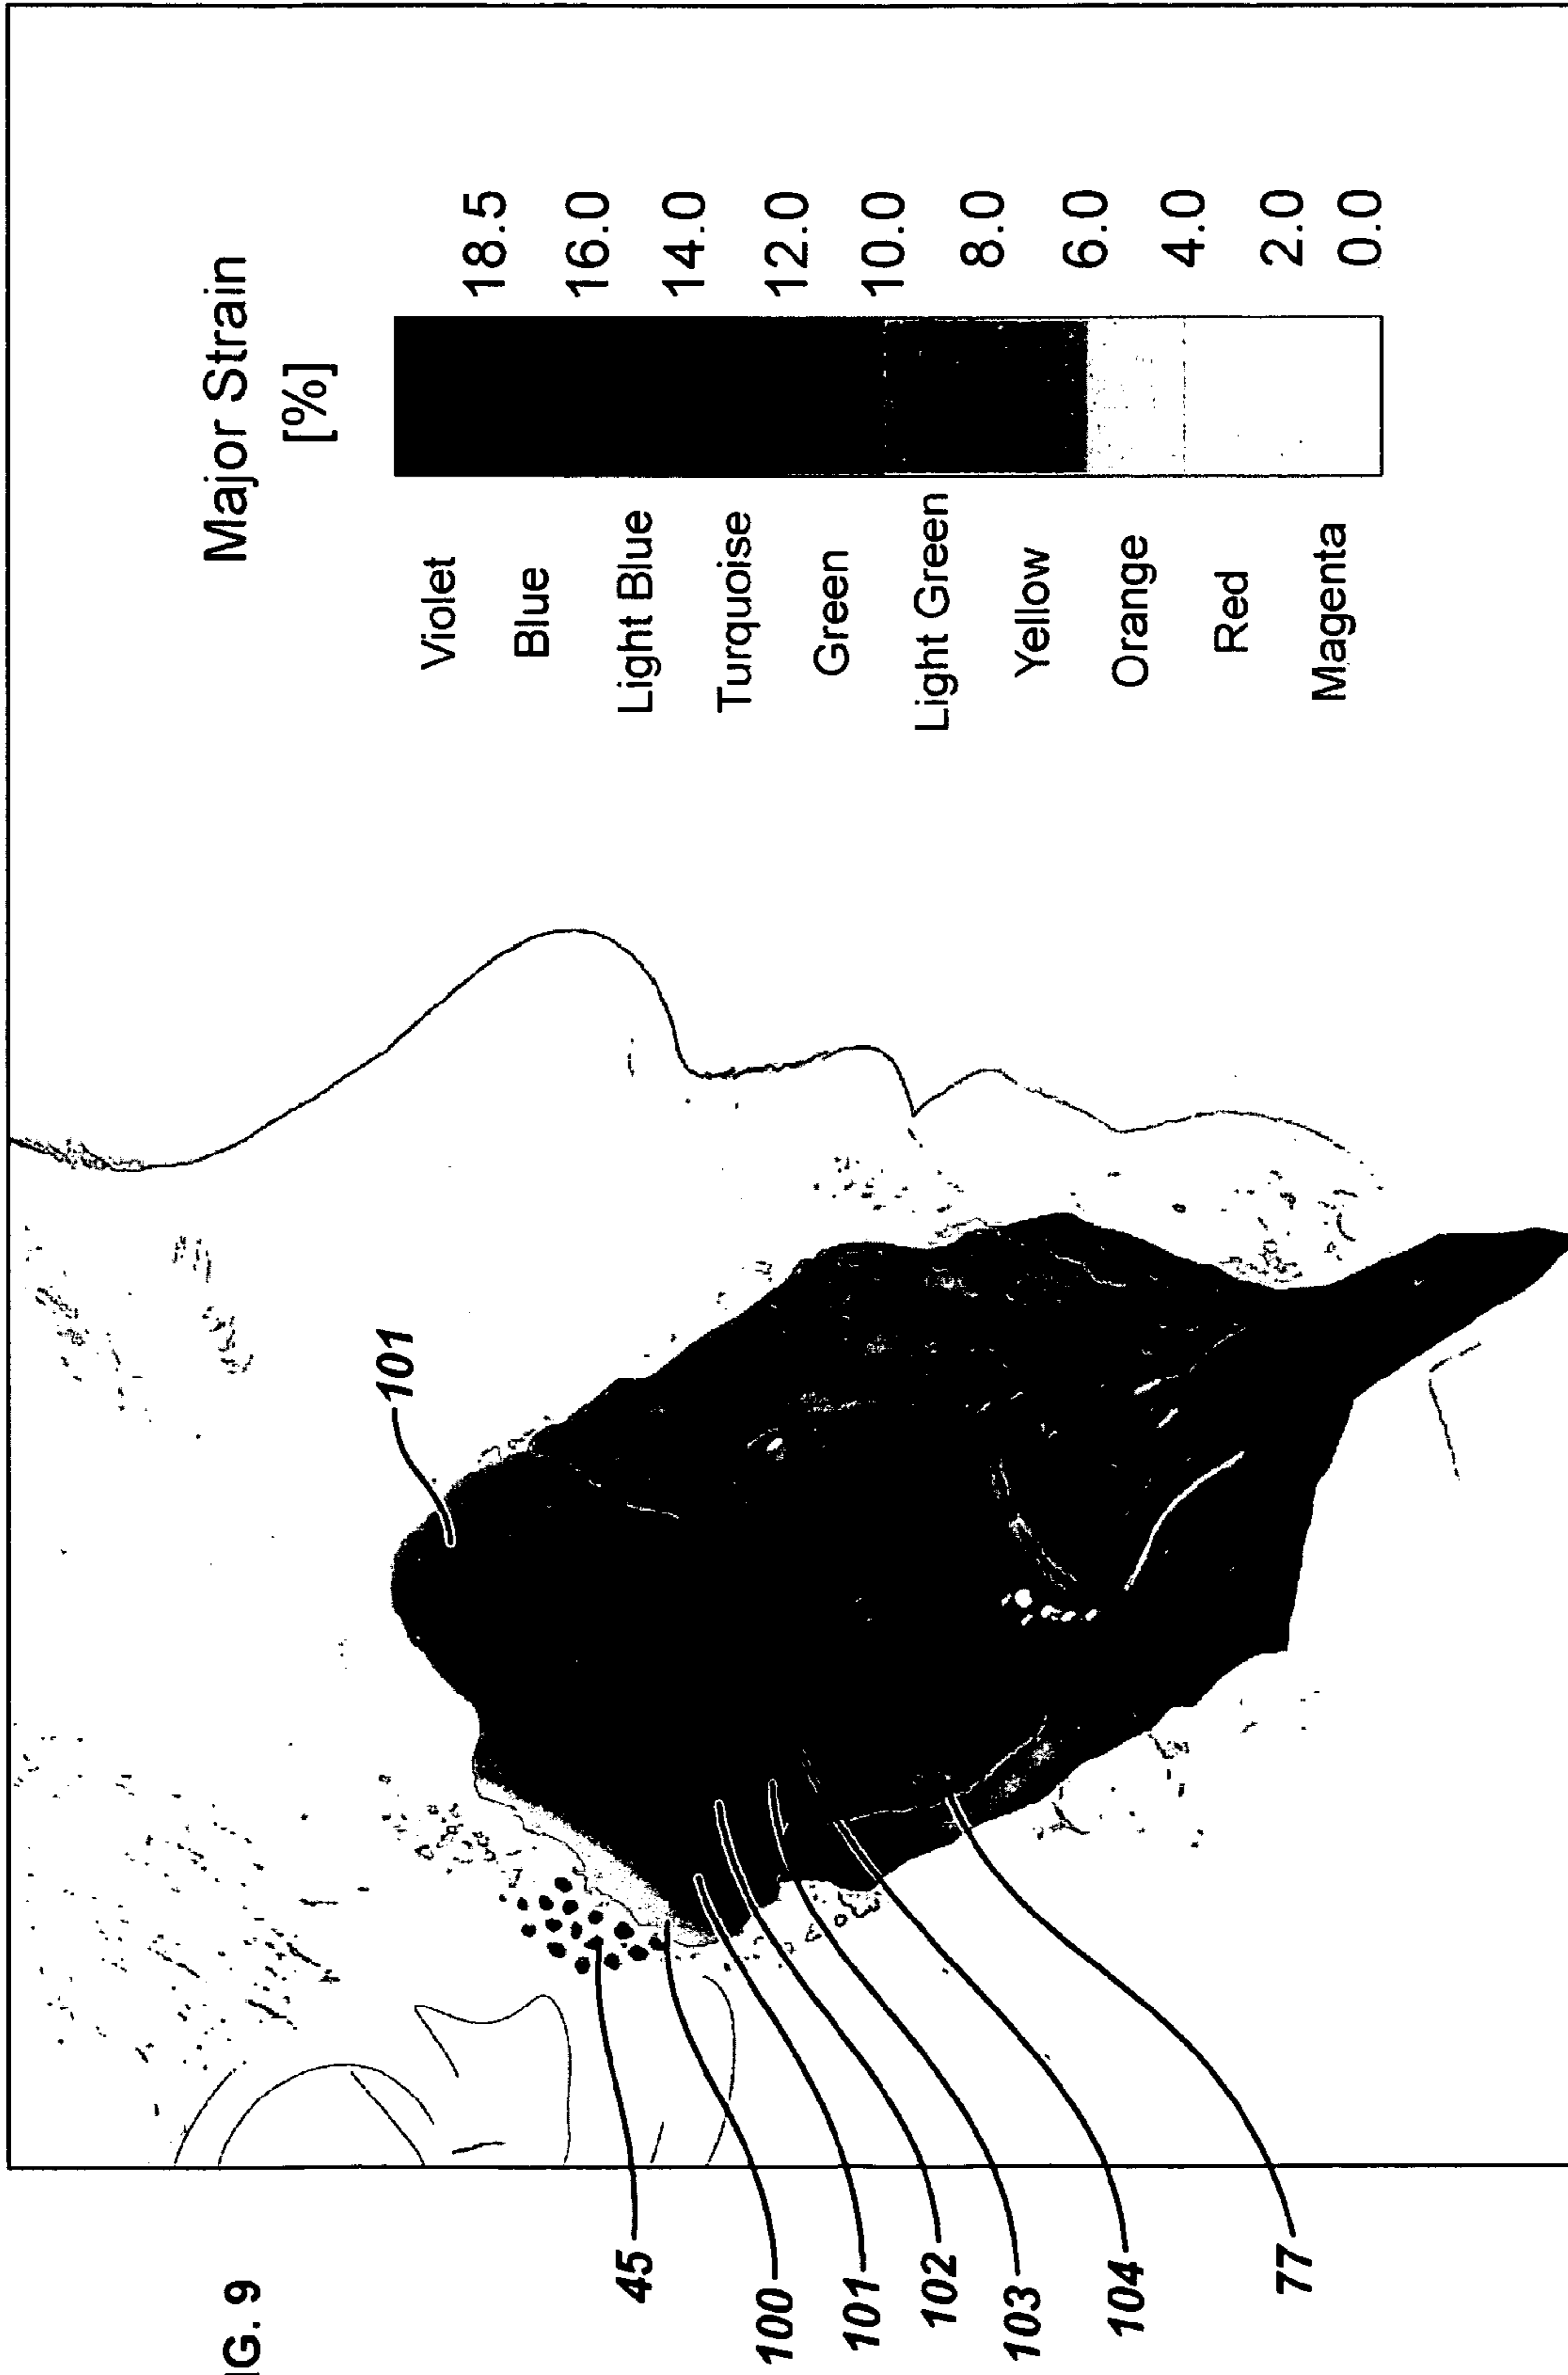 Major Strain
[%]
Violet
18.5
Blue
16.0
Light Blue
14.0
Turquoise
12.0
Green
10.0
Light Green
8.0
Yellow
6.0
Orange
4.0
Red
2.0
Magenta
0.0
101
45
100
101
102
103
104
77
IG. 9